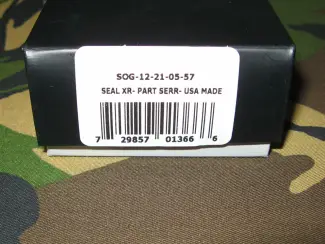 SOG-12-21-05-57
SEAL XR- PART SERR- USA MADE
7 29857 01366 6